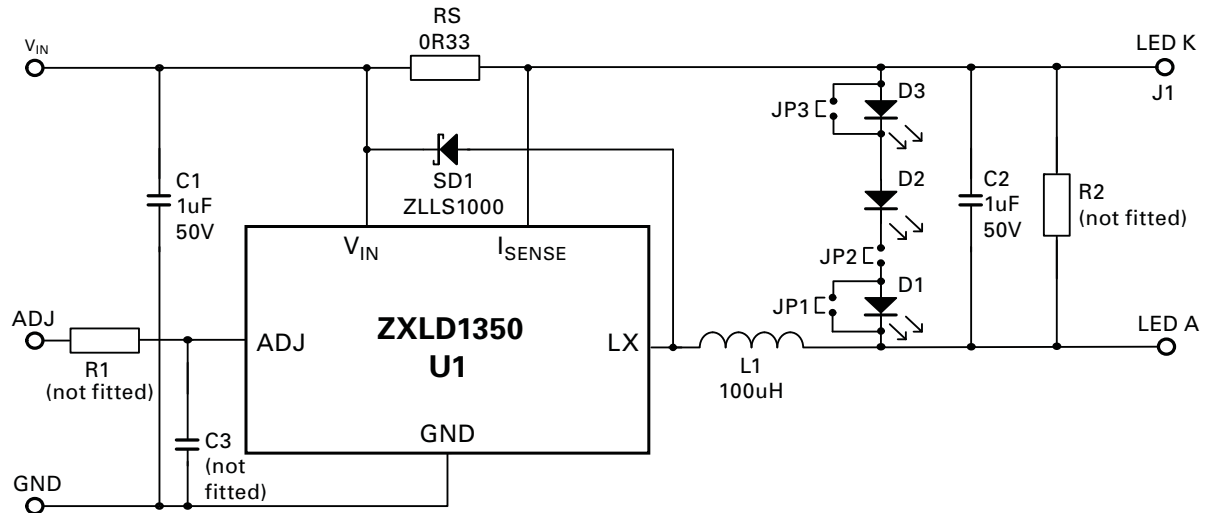 RS
0R33
VIN
LED K
J1
D3
JP3
SD1
ZLLS1000
C1
1uF
50V
D2
C2
1uF
50V
R2
(not fitted)
VIN
ISENSE
JP2
D1
JP1
ADJ
R1
(not fitted)
ADJ
ZXLD1350
U1
LX
L1
100uH
LED A
GND
C3
(not
fitted)
GND